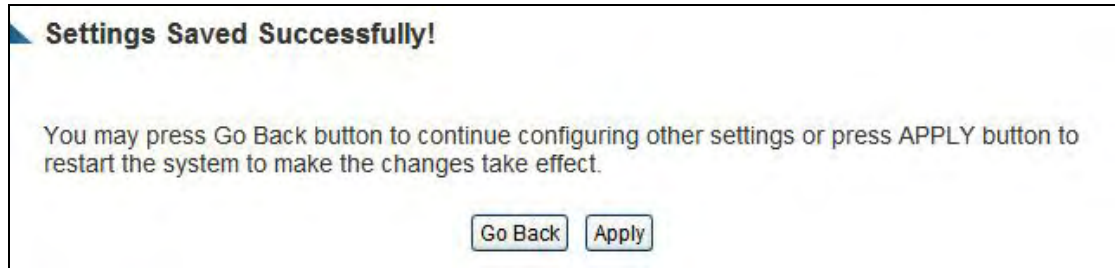 Settings Saved Successfully!
You may press Go Back button to continue configuring other settings or press APPLY button to
restart the system to make the changes take effect.
Go Back Apply